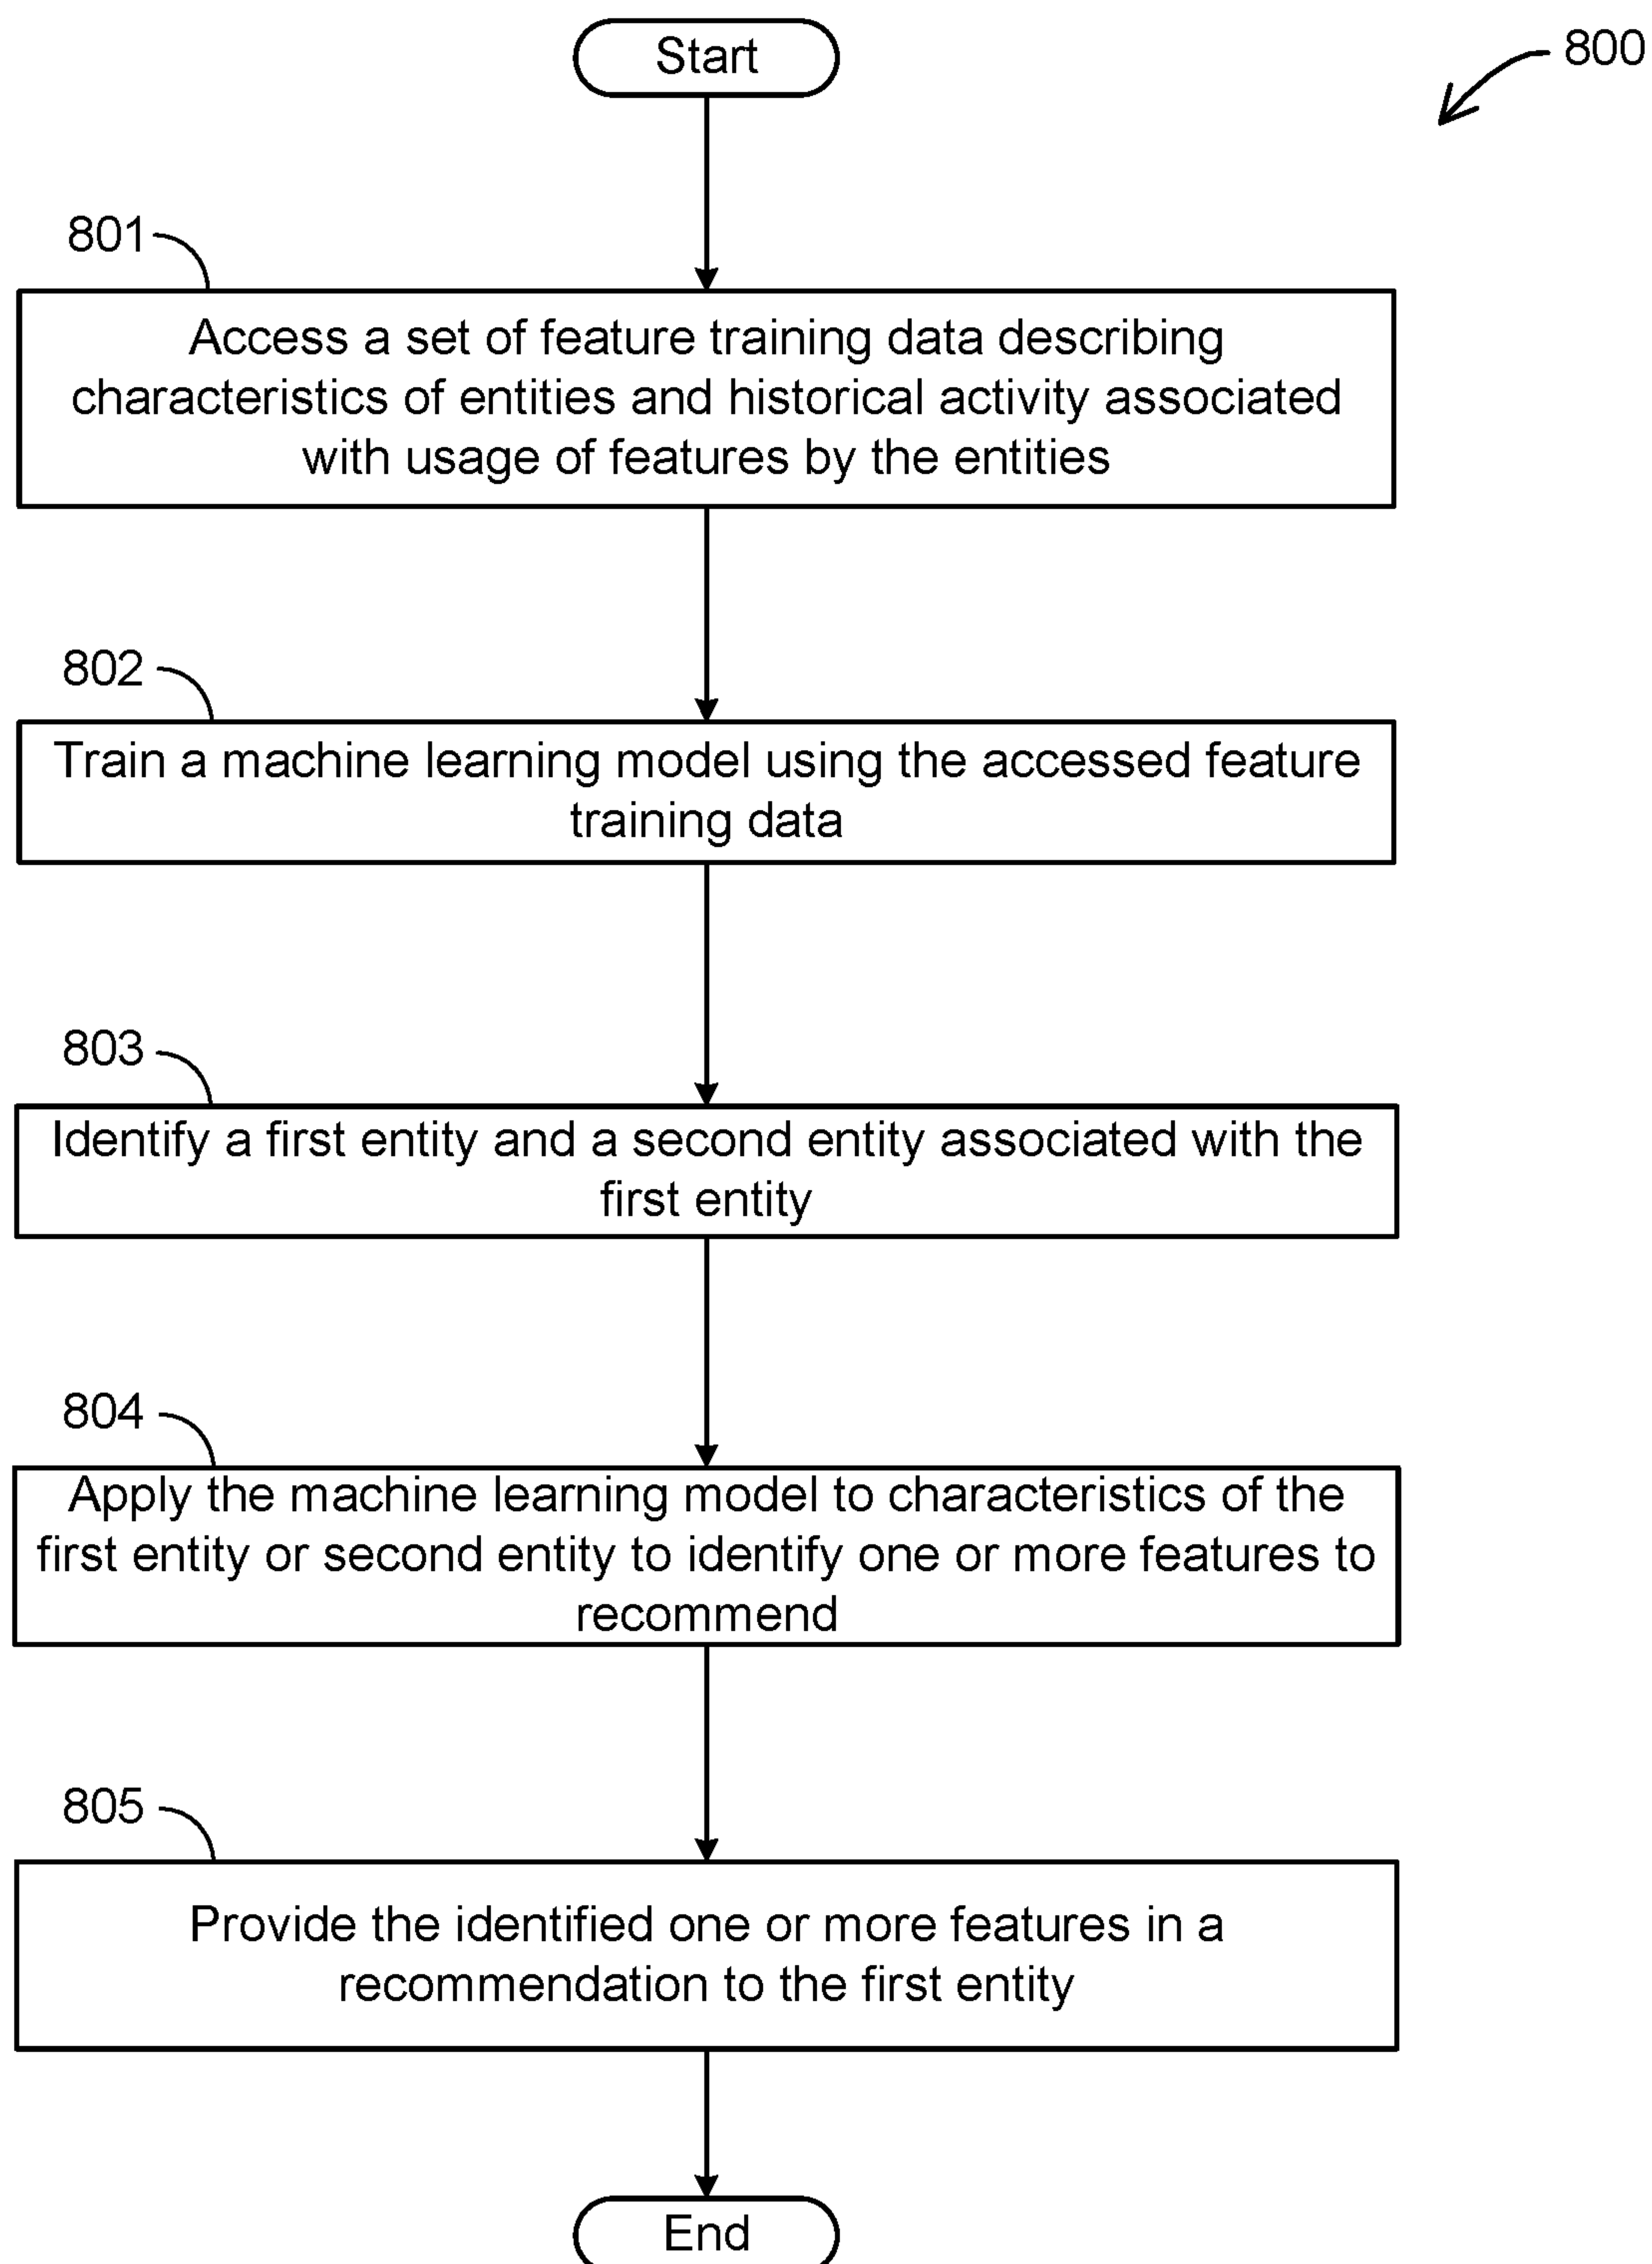 Start
800
801
Access a set of feature training data describing
characteristics of entities and historical activity associated
with usage of features by the entities
802
Train a machine learning model using the accessed feature
training data
803
Identify a first entity and a second entity associated with the
first entity
804
Apply the machine learning model to characteristics of the
first entity or second entity to identify one or more features to
recommend
805
Provide the identified one or more features in a
recommendation to the first entity
End